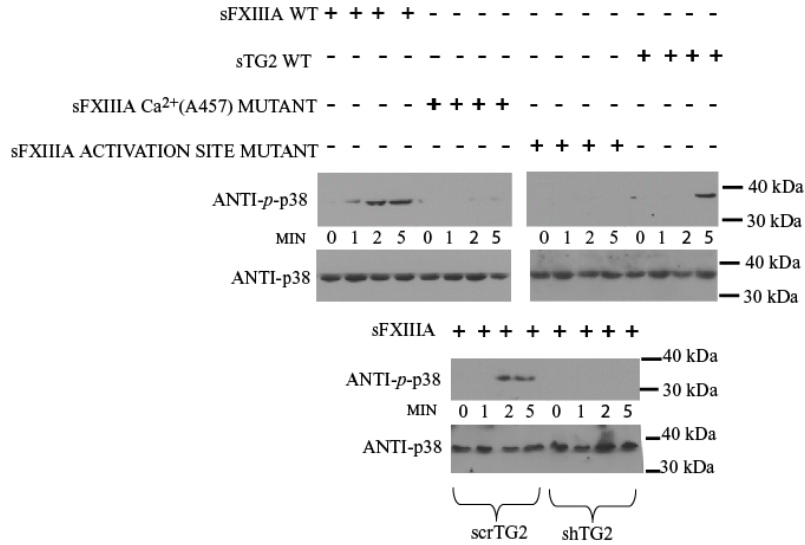 sFXIIIA WT + + + + - - - - - - - - - - - -
sTG2 WT - - - - - - - - - - - - + + + +
sFXIIIA Ca2+(A457) MUTANT - - - - + + + + - - - - - - - -
sFXIIIA ACTIVATION SITE MUTANT - - - - - - - - + + + + - - - -
ANTI-p-p38 40 kDa
30 kDa
MIN 0 1 2 5 0 1 2 5 0 1 2 5 0 1 2 5
ANTI-p38 40 kDa
30 kDa
sFXIIIA + + + + + + + +
ANTI-p-p38 40 kDa
30 kDa
MIN 0 1 2 5 0 1 2 5
ANTI-p38 40 kDa
30 kDa
scrTG2 shTG2